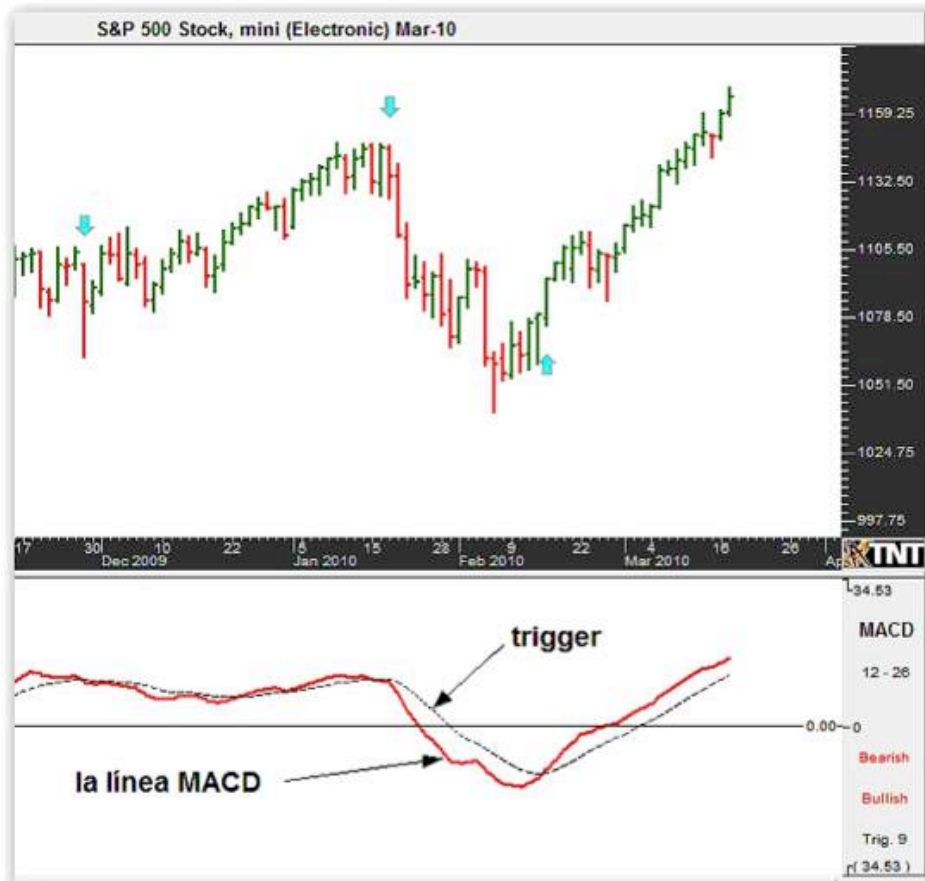 S&P 500 Stock, mini (Electronic) Mar-10
1159.25
1132.50
1105.50
1078.50
1051.50
1024.75
997.75
17 30 10 22 5 15 28 9 22 4 16 26
Dec 2009 Jan 2010 Feb 2010 Mar 2010
TNT
34.53
MACD
trigger
12 - 26
0.00 0
la línea MACD
Bearish
Bullish
Trig. 9
( 34.53 )